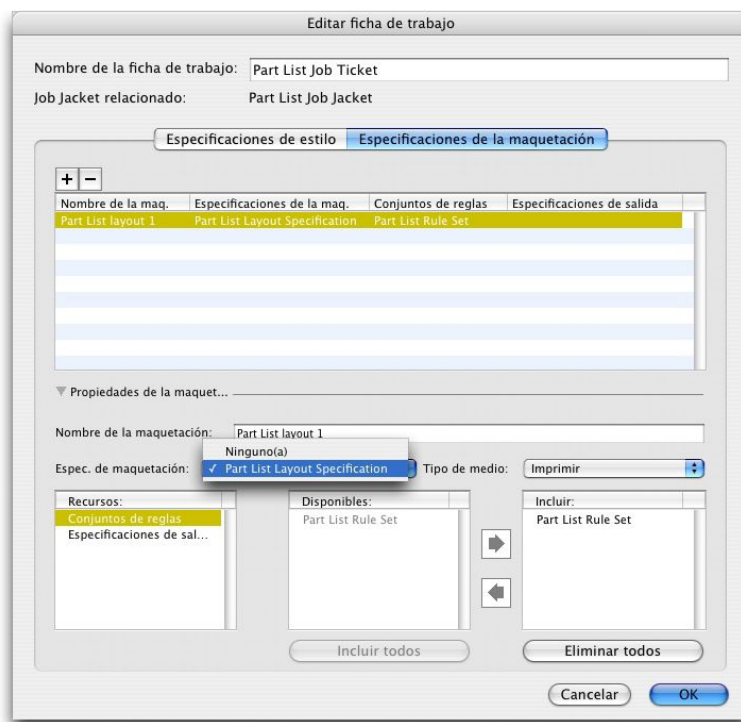 Editar ficha de trabajo
Nombre de la ficha de trabajo: Part List Job Ticket
Job Jacket relacionado: Part List Job Jacket
Especificaciones de estilo Especificaciones de la maquetación
+ −
Nombre de la maq. Especificaciones de la maq. Conjuntos de reglas Especificaciones de salida
Part List layout 1 Part List Layout Specification Part List Rule Set
Propiedades de la maquet...
Nombre de la maquetación: Part List layout 1
Ninguno(a)
Espec. de maquetación: ✓ Part List Layout Specification Tipo de medio: Imprimir
Recursos: Disponibles: Incluir:
Conjuntos de reglas Part List Rule Set Part List Rule Set
Especificaciones de sal...
Incluir todos Eliminar todos
Cancelar OK